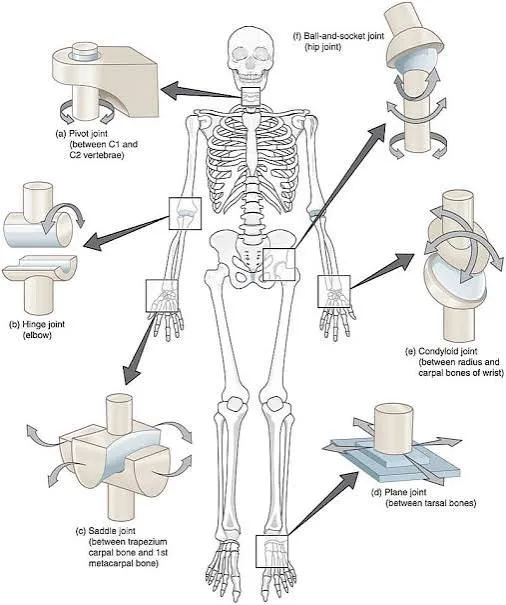 (f) Ball-and-socket joint
(hip joint)
(a) Pivot joint
(between C1 and
C2 vertebrae)
(b) Hinge joint
(elbow)
(e) Condyloid joint
(between radius and
carpal bones of wrist)
(d) Plane joint
(between tarsal bones)
(c) Saddle joint
(between trapezium
carpal bone and 1st
metacarpal bone)